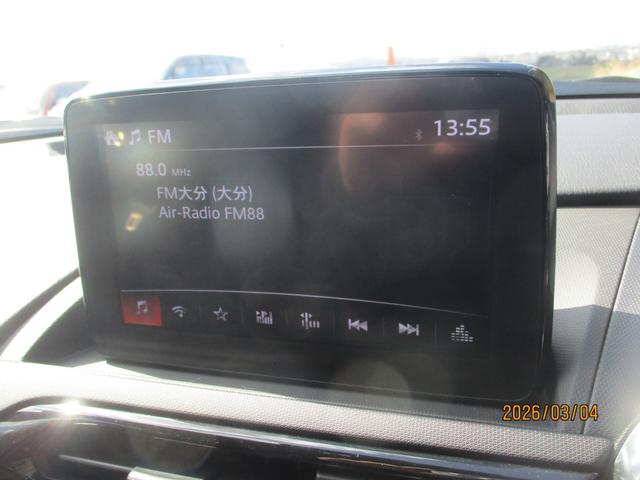 FM
13:55
88.0 MHz
FM大分 (大分)
Air-Radio FM88
2026/03/04